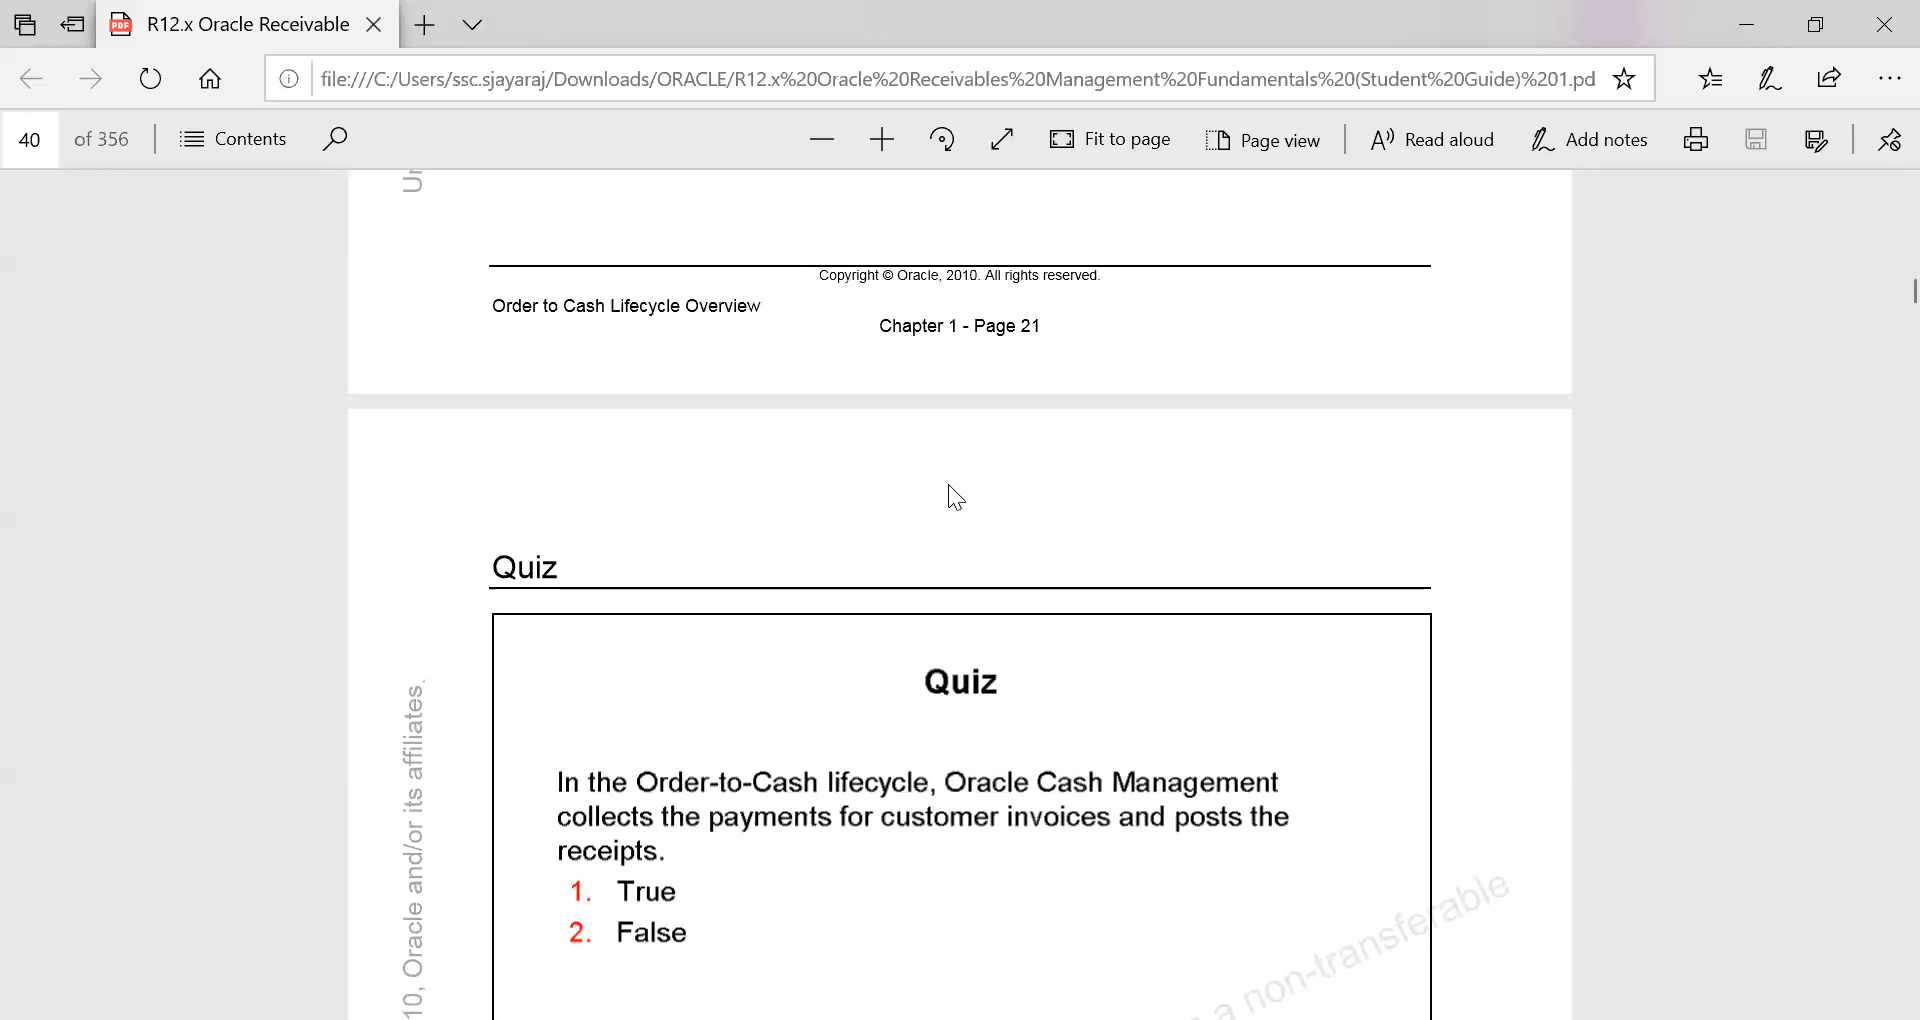 R12.x Oracle Receivable
file:///C:/Users/ssc.sjayaraj/Downloads/ORACLE/R12.x%20Oracle%20Receivables%20Management%20Fundamentals%20(Student%20Guide)%201.pd
40 of 356 Contents Fit to page Page view Read aloud Add notes
Un
Copyright © Oracle, 2010. All rights reserved.
Order to Cash Lifecycle Overview
Chapter 1 - Page 21
Quiz
Quiz
In the Order-to-Cash lifecycle, Oracle Cash Management
collects the payments for customer invoices and posts the
receipts.
1. True
2. False
10, Oracle and/or its affiliates.
a non-transferable